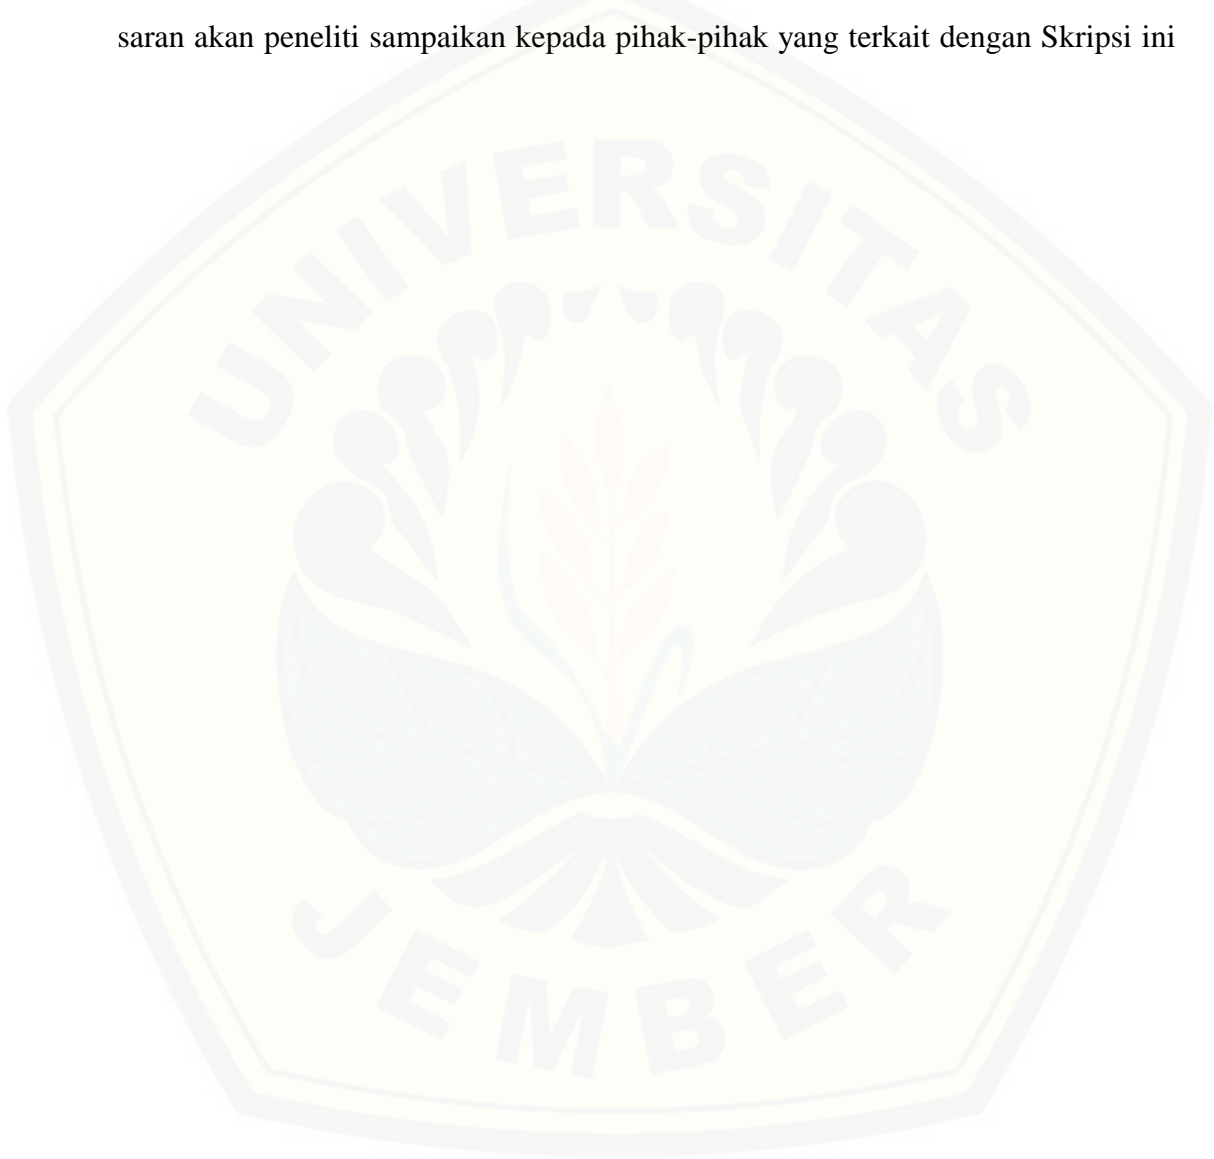 saran akan peneliti sampaikan kepada pihak-pihak yang terkait dengan Skripsi ini
UNIVERSITAS
JEMBER